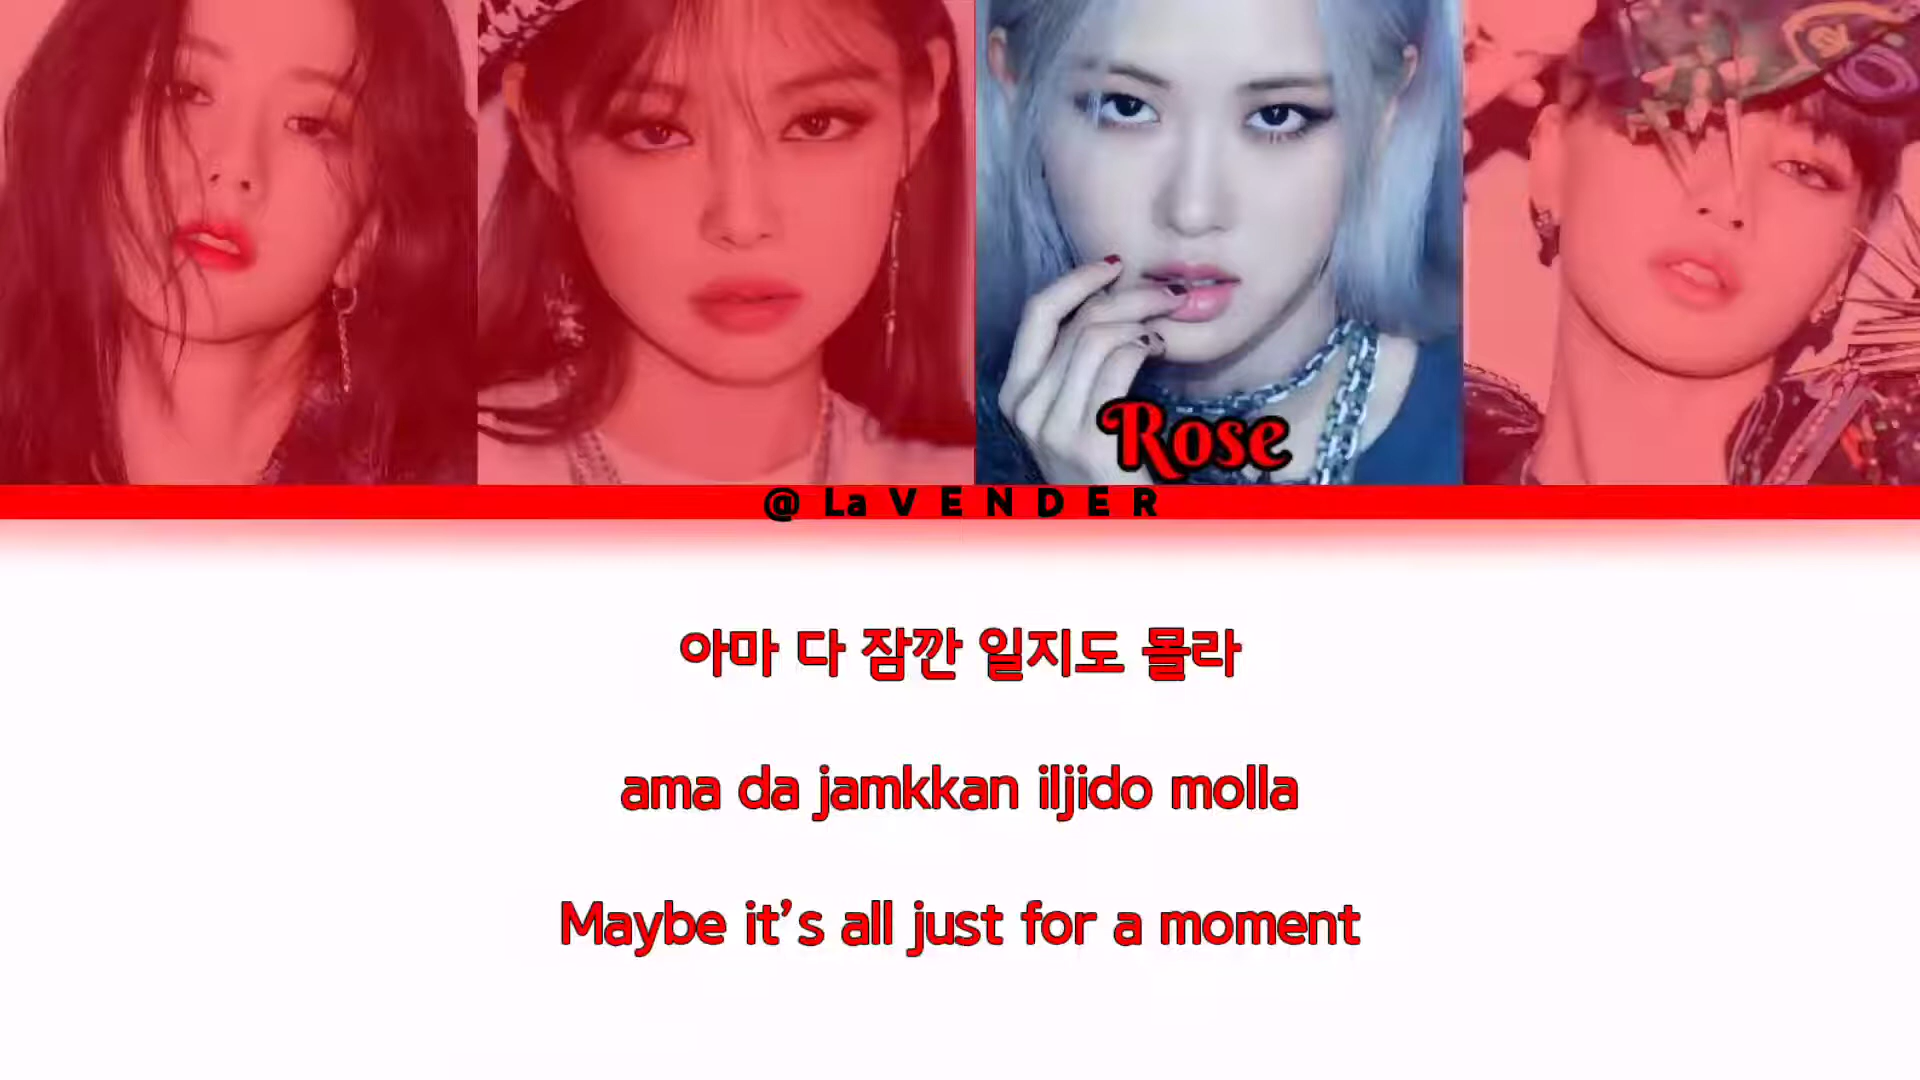 Rose
@ La V E N D E R
아마 다 잠깐 일지도 몰라
ama da jamkkan iljido molla
Maybe it’s all just for a moment